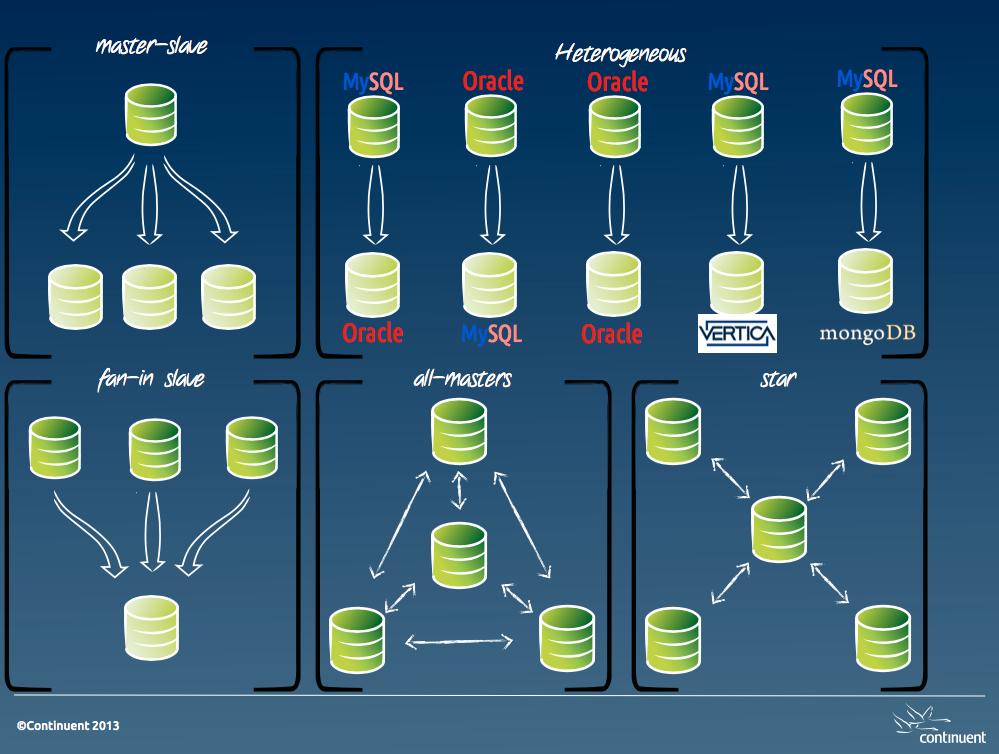 master-slave
Heterogeneous
MySQL Oracle Oracle MySQL MySQL
Oracle MySQL Oracle VERTICA mongoDB
fan-in slave
all-masters
star
©Continuent 2013
continuent